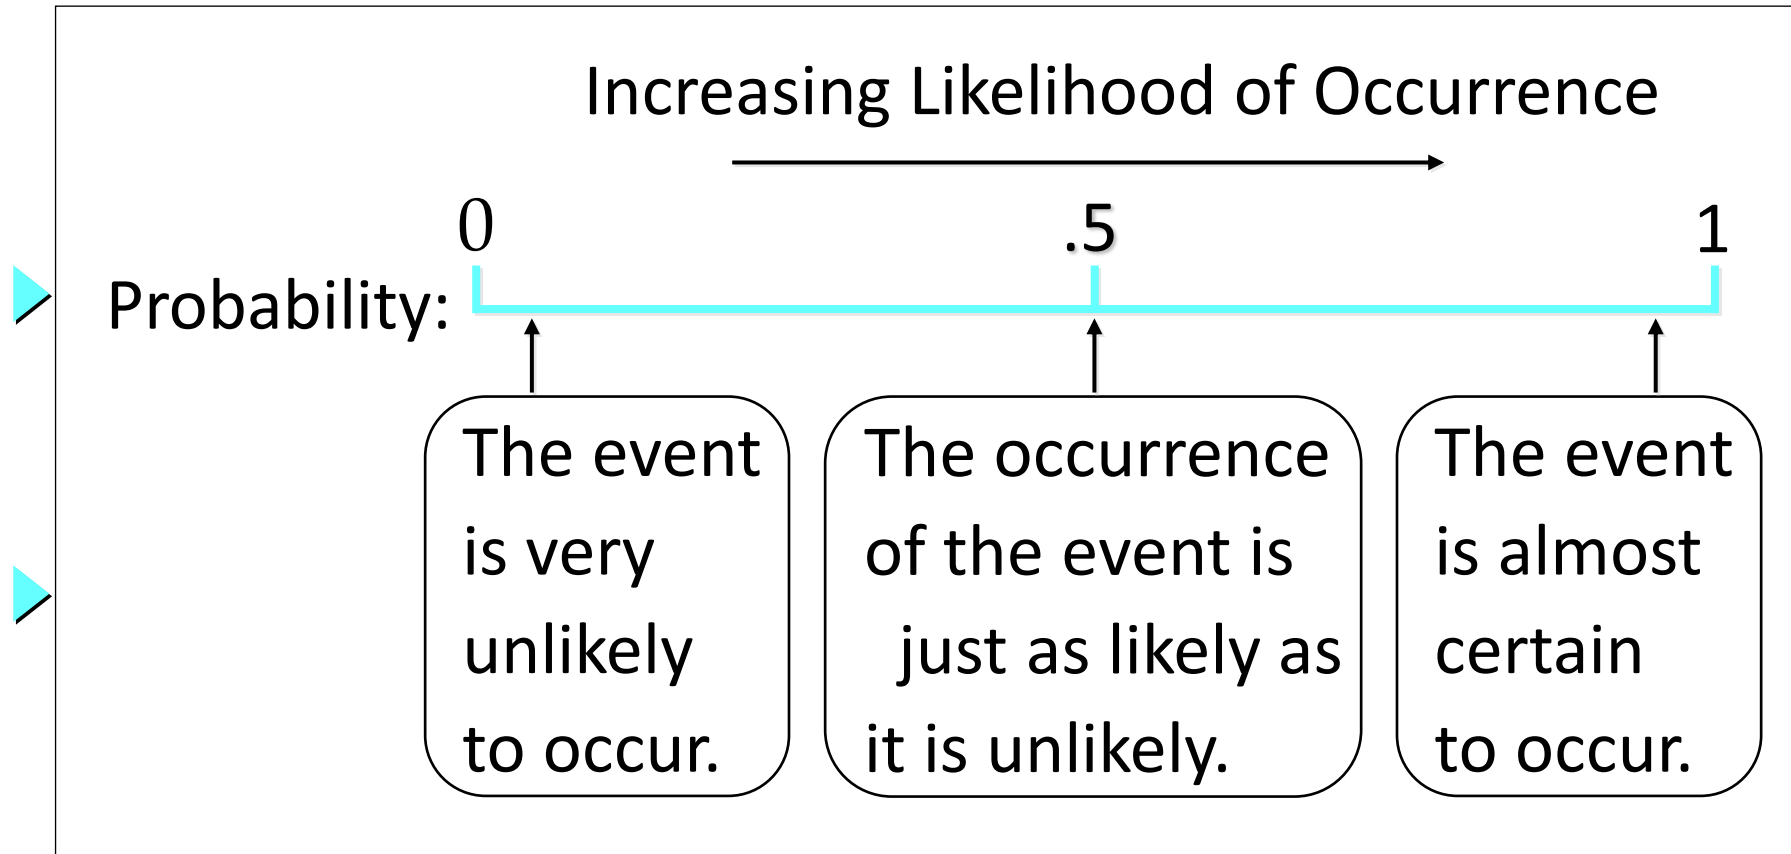 Increasing Likelihood of Occurrence
0 .5 1
Probability:
The event
is very
unlikely
to occur.
The occurrence
of the event is
just as likely as
it is unlikely.
The event
is almost
certain
to occur.